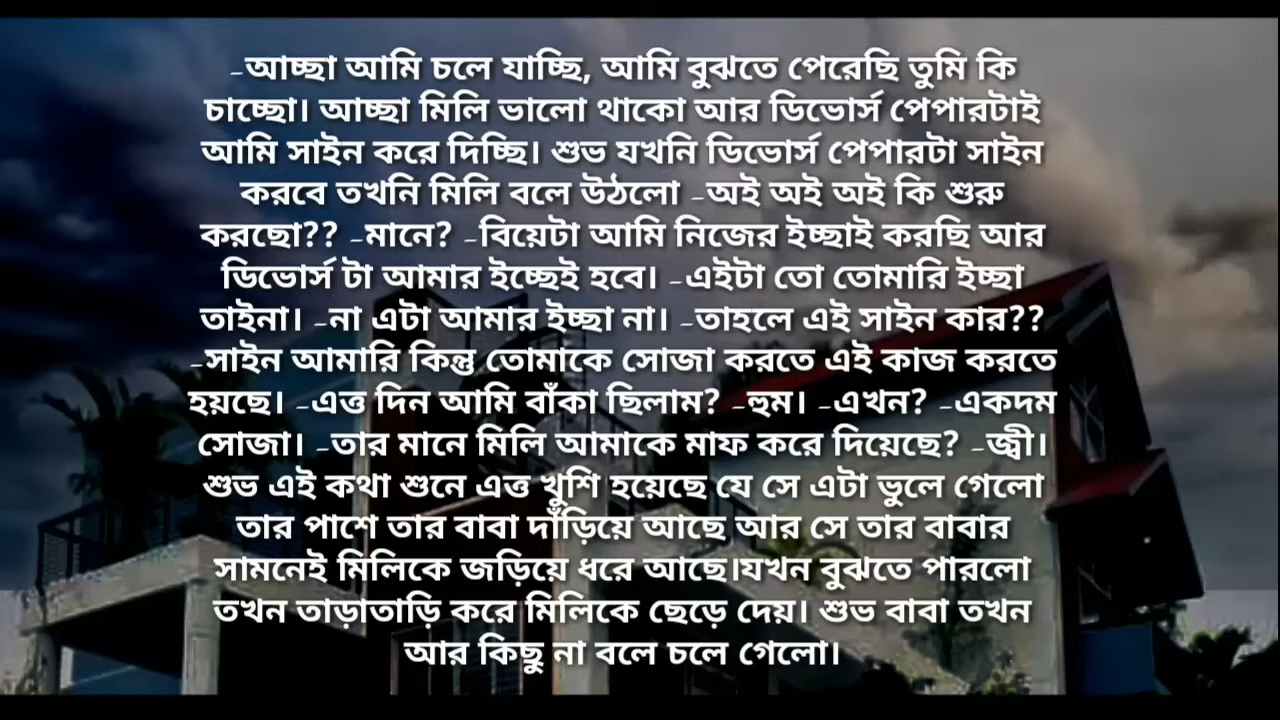 -আচ্ছা আমি চলে যাচ্ছি, আমি বুঝতে পেরেছি তুমি কি
চাচ্ছো। আচ্ছা মিলি ভালো থাকো আর ডিভোর্স পেপারটাই
আমি সাইন করে দিচ্ছি। শুভ যখনি ডিভোর্স পেপারটা সাইন
করবে তখনি মিলি বলে উঠলো -অই অই অই কি শুরু
করছো?? -মানে? -বিয়েটা আমি নিজের ইচ্ছাই করছি আর
ডিভোর্স টা আমার ইচ্ছেই হবে। -এইটা তো তোমারি ইচ্ছা
তাইনা। -না এটা আমার ইচ্ছা না। -তাহলে এই সাইন কার??
-সাইন আমারি কিন্তু তোমাকে সোজা করতে এই কাজ করতে
হয়ছে। -এত্ত দিন আমি বাঁকা ছিলাম? -হুম। -এখন? -একদম
সোজা। -তার মানে মিলি আমাকে মাফ করে দিয়েছে? -জ্বী।
শুভ এই কথা শুনে এত্ত খুশি হয়েছে যে সে এটা ভুলে গেলো
তার পাশে তার বাবা দাঁড়িয়ে আছে আর সে তার বাবার
সামনেই মিলিকে জড়িয়ে ধরে আছে।যখন বুঝতে পারলো
তখন তাড়াতাড়ি করে মিলিকে ছেড়ে দেয়। শুভ বাবা তখন
আর কিছু না বলে চলে গেলো।